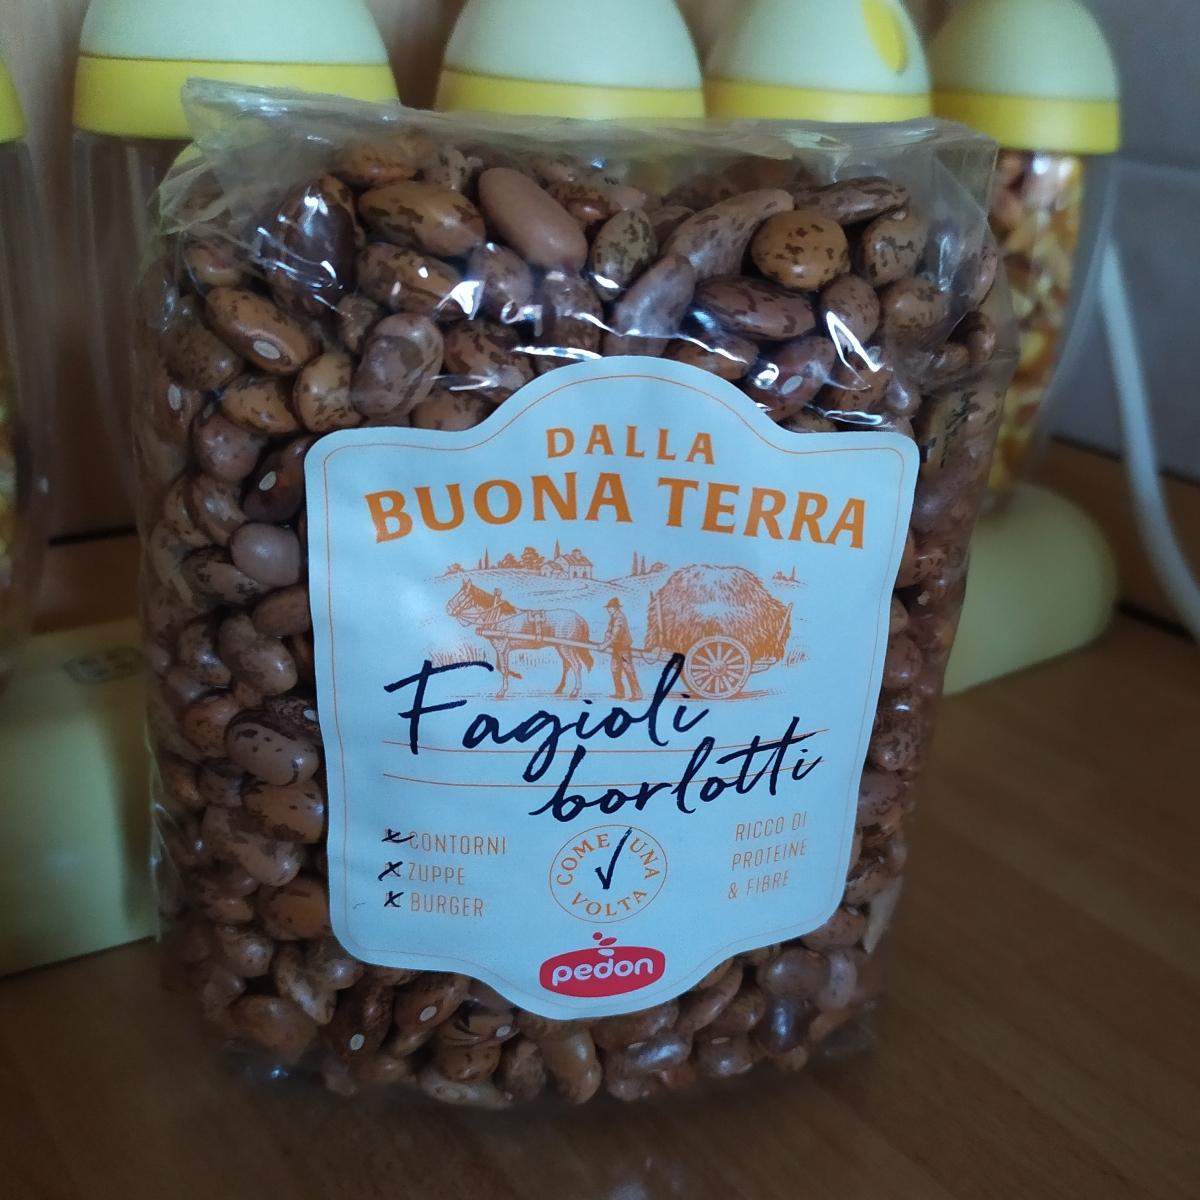 DALLA
BUONA TERRA
Fagioli
borlotti
CONTORNI
ZUPPE
BURGER
COME UNA
VOLTA
RICCO DI
PROTEINE
& FIBRE
pedon